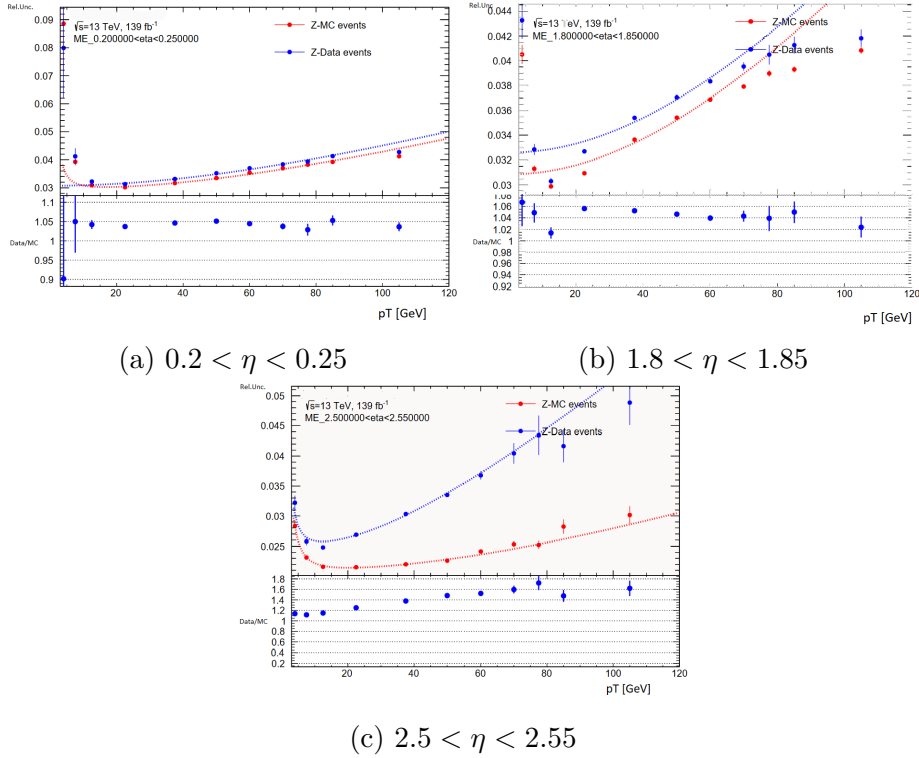 Rel.Unc.
√s=13 TeV, 139 fb⁻¹
ME_0.200000<eta<0.250000
Z-MC events
Z-Data events
0.09
0.08
0.07
0.06
0.05
0.04
0.03
1.1
1.05
1
0.95
0.9
Data/MC
20 40 60 80 100 120
pT [GeV]
(a) 0.2 < η < 0.25
√s=13 TeV, 139 fb⁻¹
ME_1.800000<eta<1.850000
Z-MC events
Z-Data events
0.044
0.042
0.04
0.038
0.036
0.034
0.032
0.03
1.08
1.06
1.04
1.02
1
0.98
0.96
0.94
0.92
Data/MC
20 40 60 80 100 120
pT [GeV]
(b) 1.8 < η < 1.85
Rel.Unc.
√s=13 TeV, 139 fb⁻¹
ME_2.500000<eta<2.550000
Z-MC events
Z-Data events
0.05
0.045
0.04
0.035
0.03
0.025
1.8
1.6
1.4
1.2
1
0.8
0.6
0.4
0.2
Data/MC
20 40 60 80 100 120
pT [GeV]
(c) 2.5 < η < 2.55